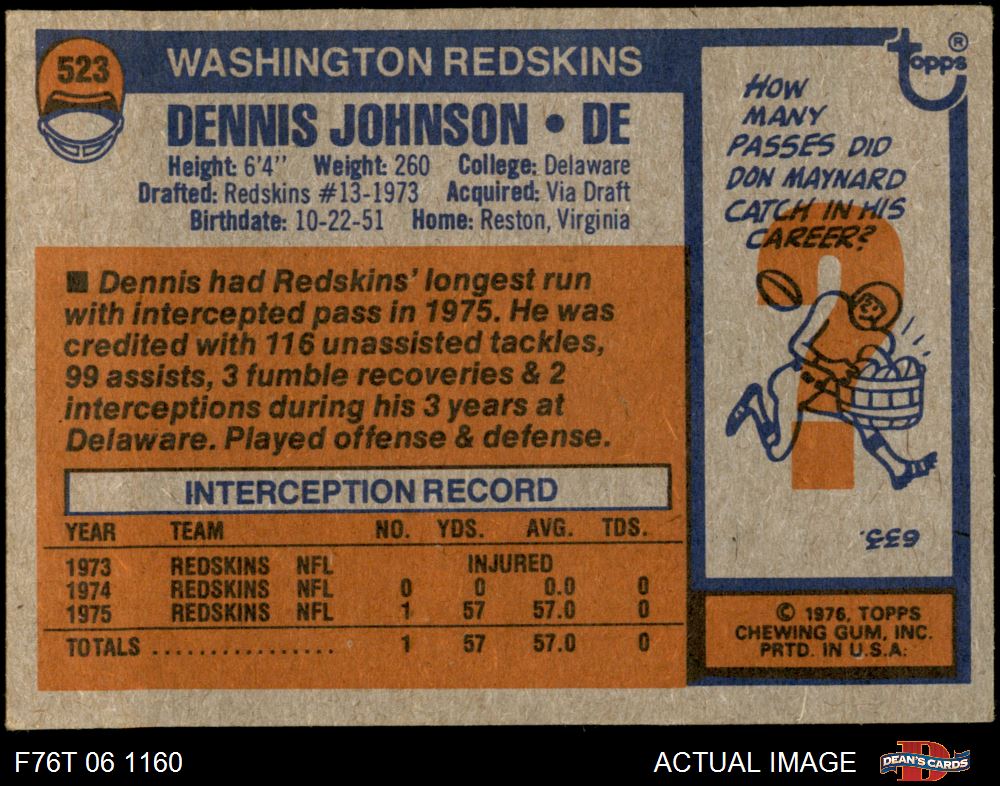 523
WASHINGTON REDSKINS
DENNIS JOHNSON • DE
Height: 6'4'' Weight: 260 College: Delaware
Drafted: Redskins #13-1973 Acquired: Via Draft
Birthdate: 10-22-51 Home: Reston, Virginia
■ Dennis had Redskins' longest run
with intercepted pass in 1975. He was
credited with 116 unassisted tackles,
99 assists, 3 fumble recoveries & 2
interceptions during his 3 years at
Delaware. Played offense & defense.
INTERCEPTION RECORD
YEAR TEAM NO. YDS. AVG. TDS.
1973 REDSKINS NFL INJURED
1974 REDSKINS NFL 0 0 0.0 0
1975 REDSKINS NFL 1 57 57.0 0
TOTALS ................ 1 57 57.0 0
topps ®
HOW
MANY
PASSES DID
DON MAYNARD
CATCH IN HIS
CAREER?
633.
© 1976, TOPPS
CHEWING GUM, INC.
PRTD. IN U.S.A.
F76T 06 1160
ACTUAL IMAGE
DEAN'S CARDS